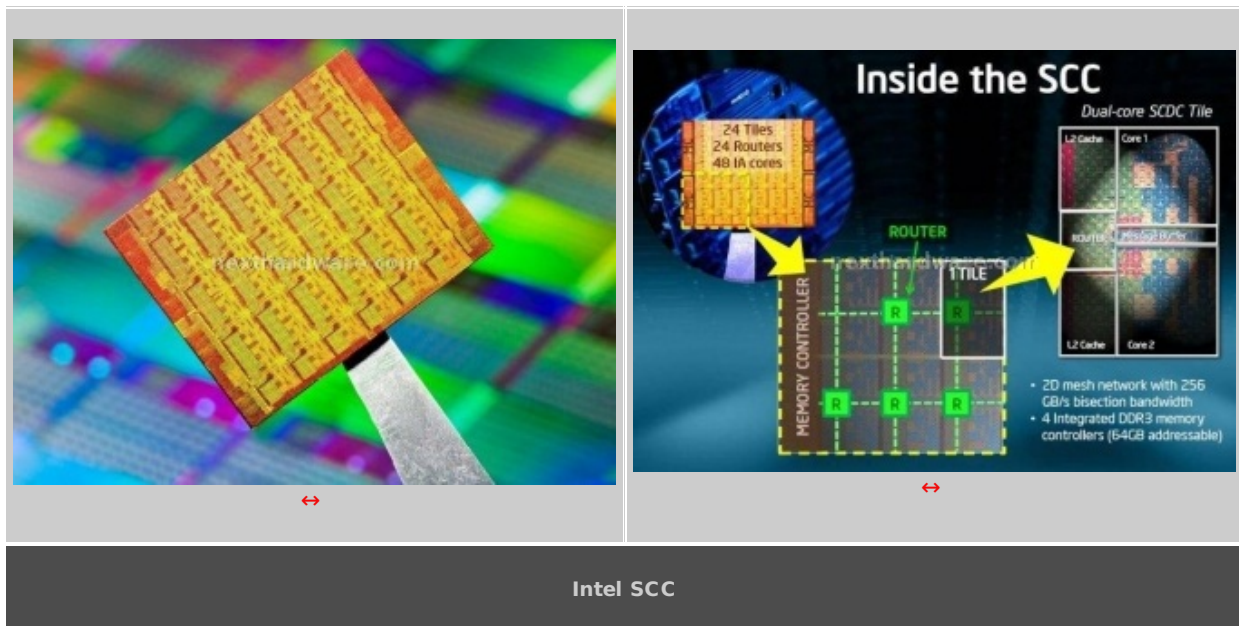 nexthardware.com
Inside the SCC
Dual-core SCDC Tile
24 Tiles
24 Routers
48 IA cores
L2 Cache
Core 1
ROUTER
Message Buffer
L2 Cache
Core 2
ROUTER
nexthardware.com
1 TILE
MEMORY CONTROLLER
R
R
R
R
R
• 2D mesh network with 256
GB/s bisection bandwidth
• 4 Integrated DDR3 memory
controllers (64GB addressable)
↔
↔
Intel SCC